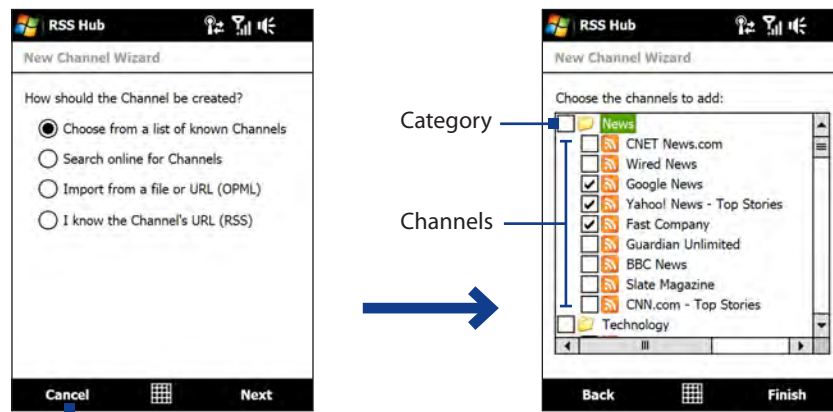 RSS Hub
New Channel Wizard
How should the Channel be created?
Choose from a list of known Channels
Search online for Channels
Import from a file or URL (OPML)
I know the Channel's URL (RSS)
Cancel
Next
Category
Channels
RSS Hub
New Channel Wizard
Choose the channels to add:
News
CNET News.com
Wired News
Google News
Yahoo! News - Top Stories
Fast Company
Guardian Unlimited
BBC News
Slate Magazine
CNN.com - Top Stories
Technology
Back
Finish